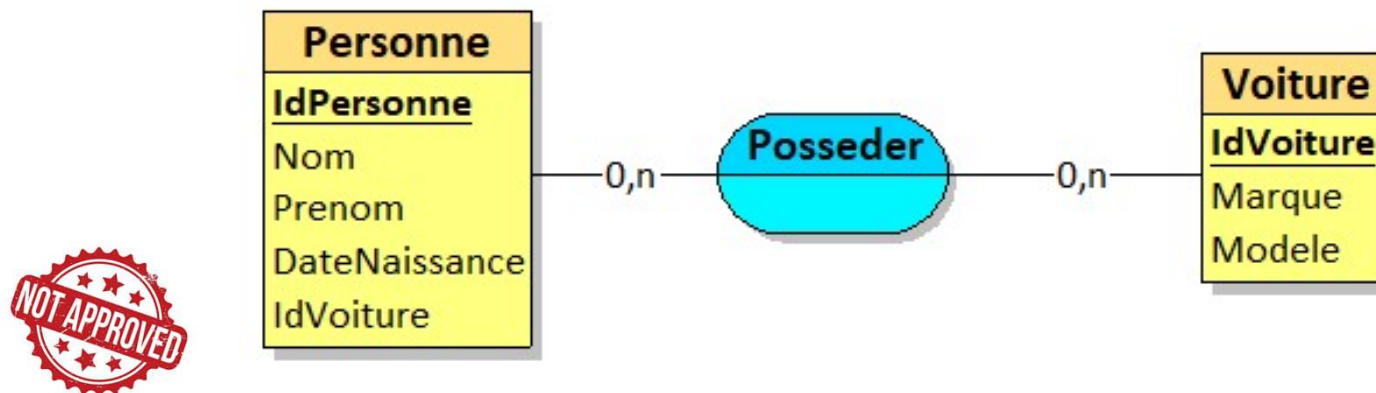 Personne
IdPersonne
Nom
Prenom
DateNaissance
IdVoiture
0,n
Posseder
0,n
Voiture
IdVoiture
Marque
Modele
NOT APPROVED